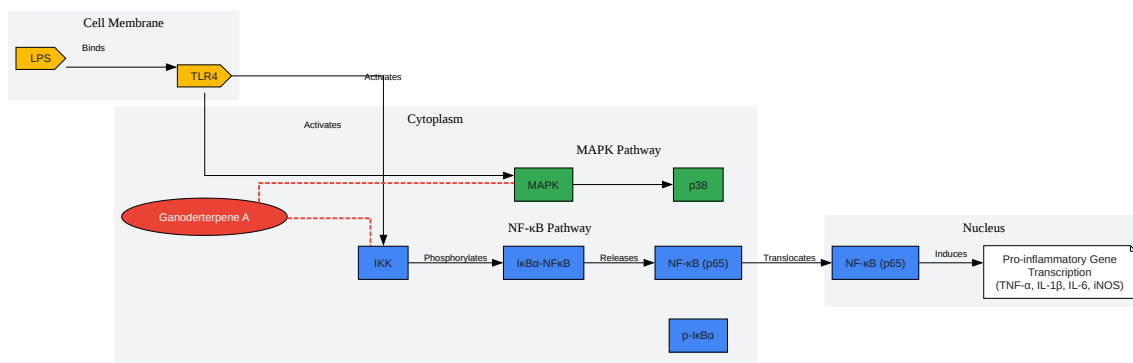 Cell Membrane
LPS
Binds
TLR4
Activates
Activates
Cytoplasm
MAPK Pathway
MAPK
p38
Ganoderterpene A
NF-κB Pathway
IKK
Phosphorylates
IκBα-NFκB
Releases
NF-κB (p65)
Translocates
p-IκBα
Nucleus
NF-κB (p65)
Induces
Pro-inflammatory Gene
Transcription
(TNF-α, IL-1β, IL-6, iNOS)